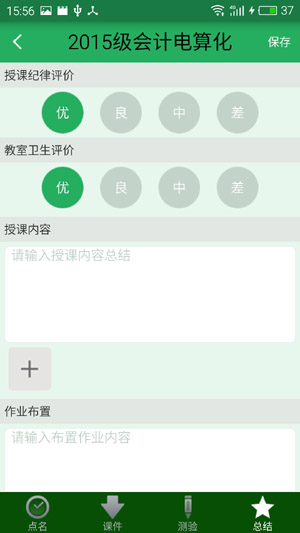 15:56 4G 37
2015级会计电算化 保存
授课纪律评价
优 良 中 差
教室卫生评价
优 良 中 差
授课内容
请输入授课内容总结
作业布置
请输入布置作业内容
点名 课件 测验 总结